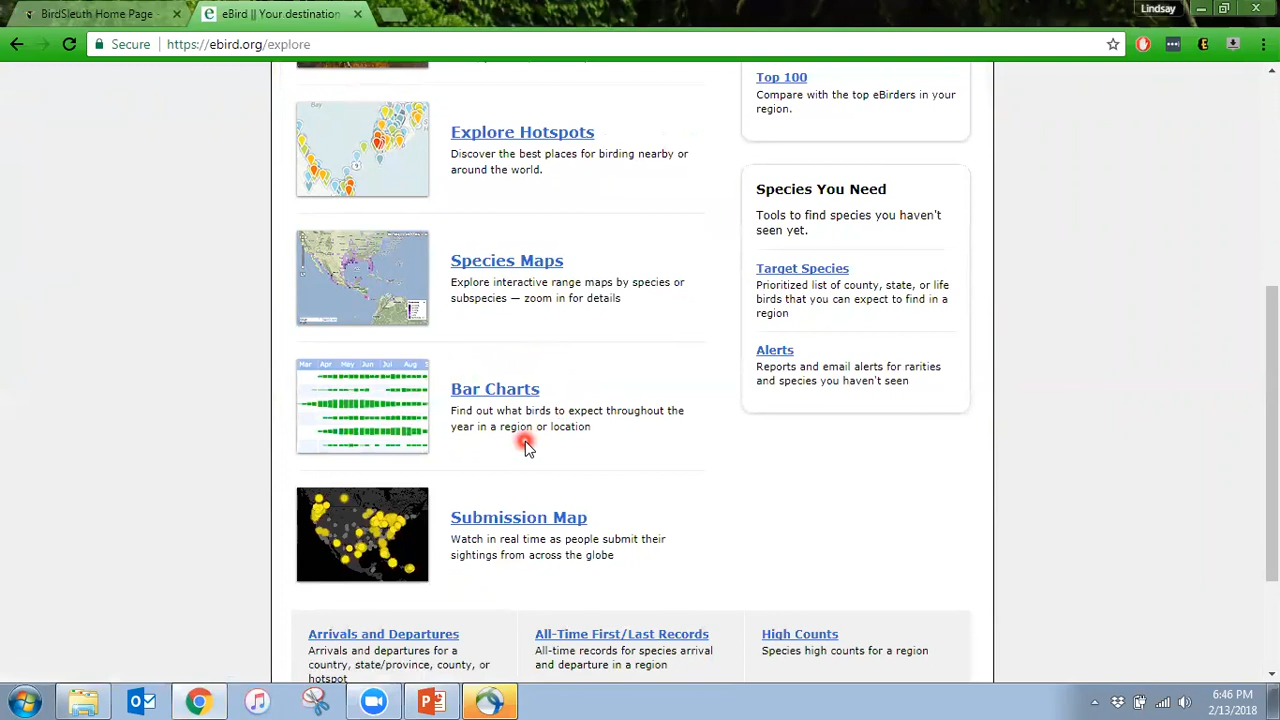 BirdSleuth Home Page -
eBird || Your destination
Lindsay
Secure
https://ebird.org/explore
Explore Hotspots
Discover the best places for birding nearby or
around the world.
Species Maps
Explore interactive range maps by species or
subspecies — zoom in for details
Mar Apr May Jun Jul Aug S
Bar Charts
Find out what birds to expect throughout the
year in a region or location
Submission Map
Watch in real time as people submit their
sightings from across the globe
Top 100
Compare with the top eBirders in your
region.
Species You Need
Tools to find species you haven't
seen yet.
Target Species
Prioritized list of county, state, or life
birds that you can expect to find in a
region
Alerts
Reports and email alerts for rarities
and species you haven't seen
Arrivals and Departures
Arrivals and departures for a
country, state/province, county, or
hotspot
All-Time First/Last Records
All-time records for species arrival
and departure in a region
High Counts
Species high counts for a region
6:46 PM
2/13/2018